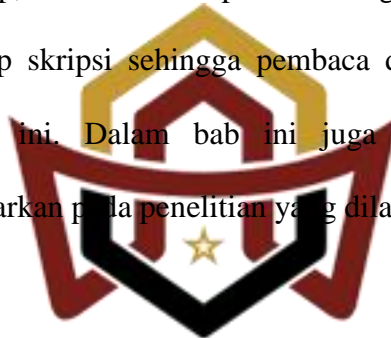 p skripsi sehingga pembaca
ini. Dalam bab ini juga
arkan pada penelitian yang dila